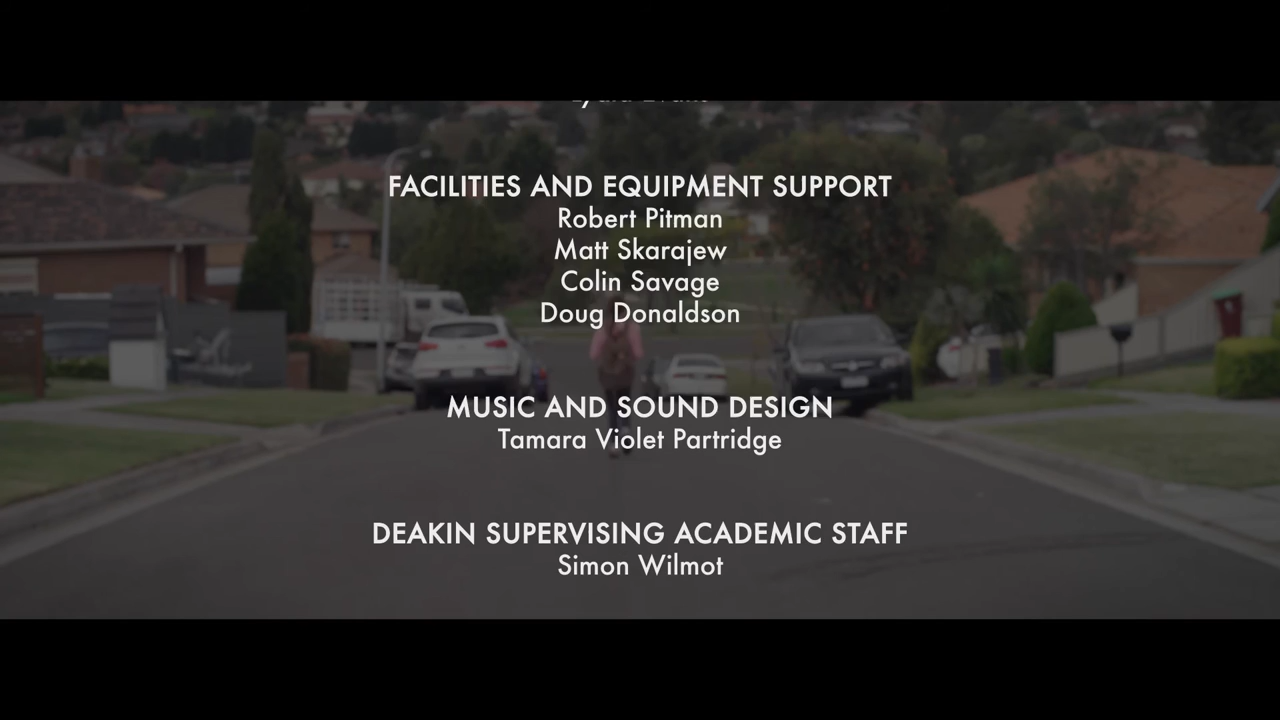 FACILITIES AND EQUIPMENT SUPPORT
Robert Pitman
Matt Skarajew
Colin Savage
Doug Donaldson
MUSIC AND SOUND DESIGN
Tamara Violet Partridge
DEAKIN SUPERVISING ACADEMIC STAFF
Simon Wilmot